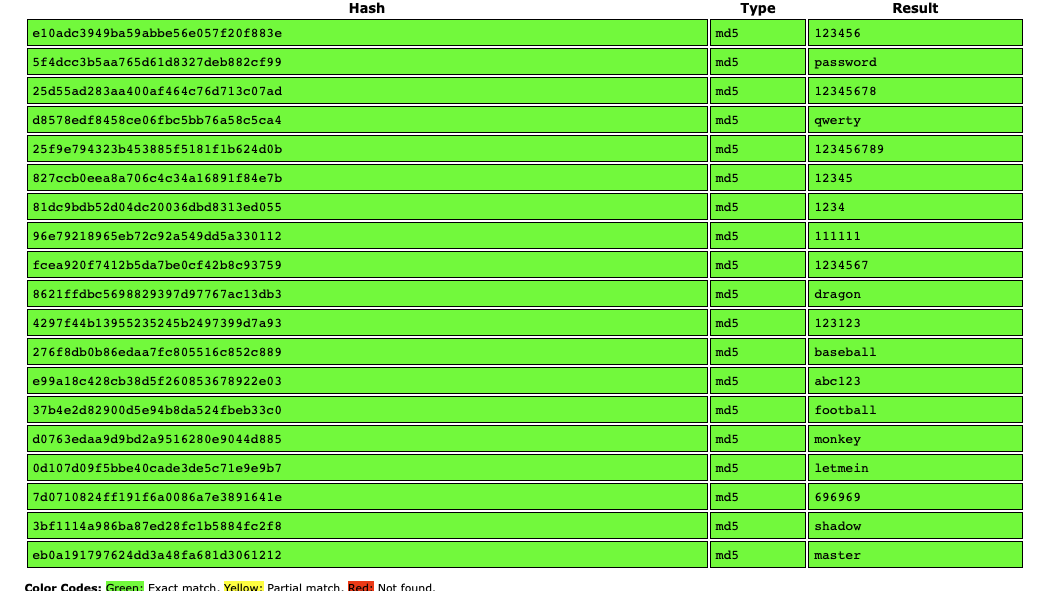 Hash Type Result
e10adc3949ba59abbe56e057f20f883e md5 123456
5f4dcc3b5aa765d61d8327deb882cf99 md5 password
25d55ad283aa400af464c76d713c07ad md5 12345678
d8578edf8458ce06fbc5bb76a58c5ca4 md5 qwerty
25f9e794323b453885f5181f1b624d0b md5 123456789
827ccb0eea8a706c4c34a16891f84e7b md5 12345
81dc9bdb52d04dc20036dbd8313ed055 md5 1234
96e79218965eb72c92a549dd5a330112 md5 111111
fcea920f7412b5da7be0cf42b8c93759 md5 1234567
8621ffdbc5698829397d97767ac13db3 md5 dragon
4297f44b13955235245b2497399d7a93 md5 123123
276f8db0b86edaa7fc805516c852c889 md5 baseball
e99a18c428cb38d5f260853678922e03 md5 abc123
37b4e2d82900d5e94b8da524fbeb33c0 md5 football
d0763edaa9d9bd2a9516280e9044d885 md5 monkey
0d107d09f5bbe40cade3de5c71e9e9b7 md5 letmein
7d0710824ff191f6a0086a7e3891641e md5 696969
3bf1114a986ba87ed28fc1b5884fc2f8 md5 shadow
eb0a191797624dd3a48fa681d3061212 md5 master
Color Codes: Green: Exact match, Yellow: Partial match, Red: Not found.